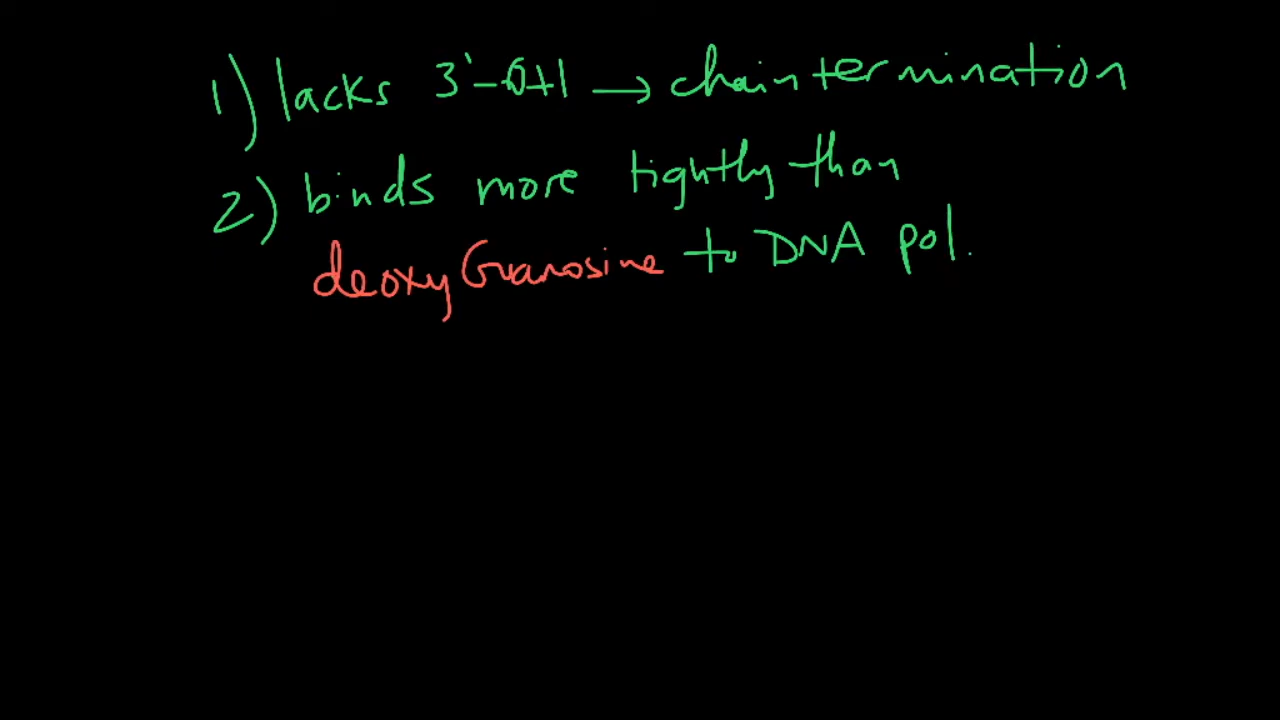 1) lacks 3'-OH → chain termination
2) binds more tightly than
deoxyGuanosine to DNA pol.